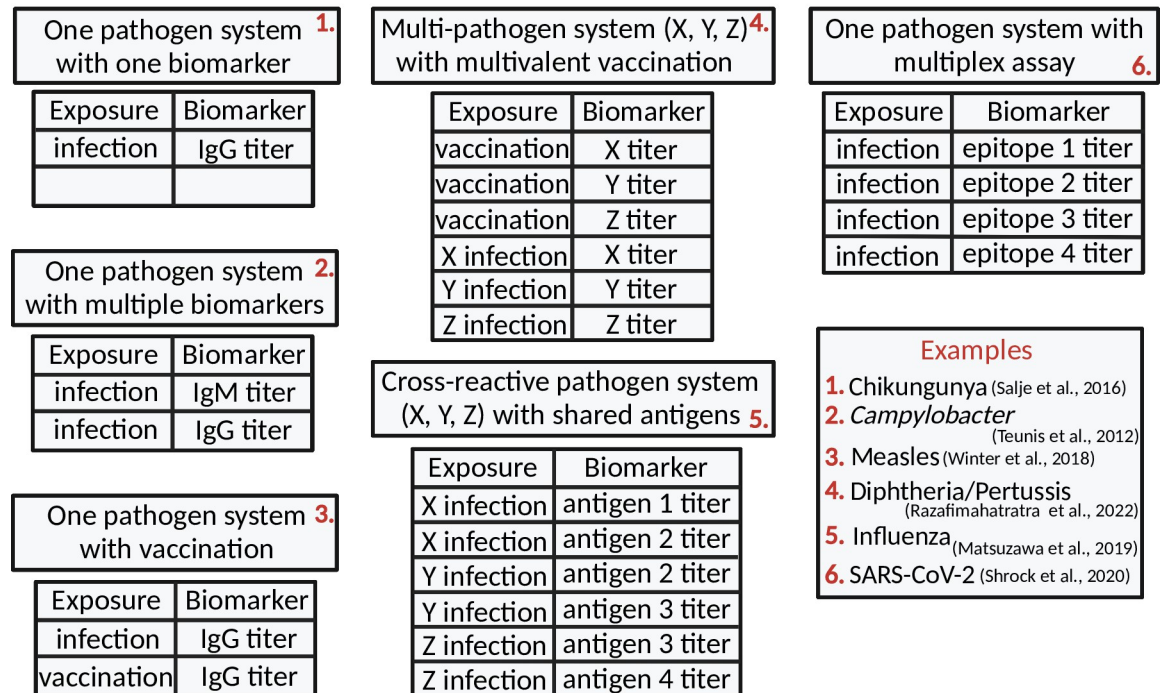 One pathogen system 1.
with one biomarker
Exposure Biomarker
infection IgG titer
One pathogen system 2.
with multiple biomarkers
Exposure Biomarker
infection IgM titer
infection IgG titer
One pathogen system 3.
with vaccination
Exposure Biomarker
infection IgG titer
vaccination IgG titer
Multi-pathogen system (X, Y, Z) 4.
with multivalent vaccination
Exposure Biomarker
vaccination X titer
vaccination Y titer
vaccination Z titer
X infection X titer
Y infection Y titer
Z infection Z titer
Cross-reactive pathogen system
(X, Y, Z) with shared antigens 5.
Exposure Biomarker
X infection antigen 1 titer
X infection antigen 2 titer
Y infection antigen 2 titer
Y infection antigen 3 titer
Z infection antigen 3 titer
Z infection antigen 4 titer
One pathogen system with
multiplex assay 6.
Exposure Biomarker
infection epitope 1 titer
infection epitope 2 titer
infection epitope 3 titer
infection epitope 4 titer
Examples
1. Chikungunya (Salje et al., 2016)
2. Campylobacter
(Teunis et al., 2012)
3. Measles (Winter et al., 2018)
4. Diphtheria/Pertussis
(Razafimahatratra et al., 2022)
5. Influenza
(Matsuzawa et al., 2019)
6. SARS-CoV-2 (Shrock et al., 2020)